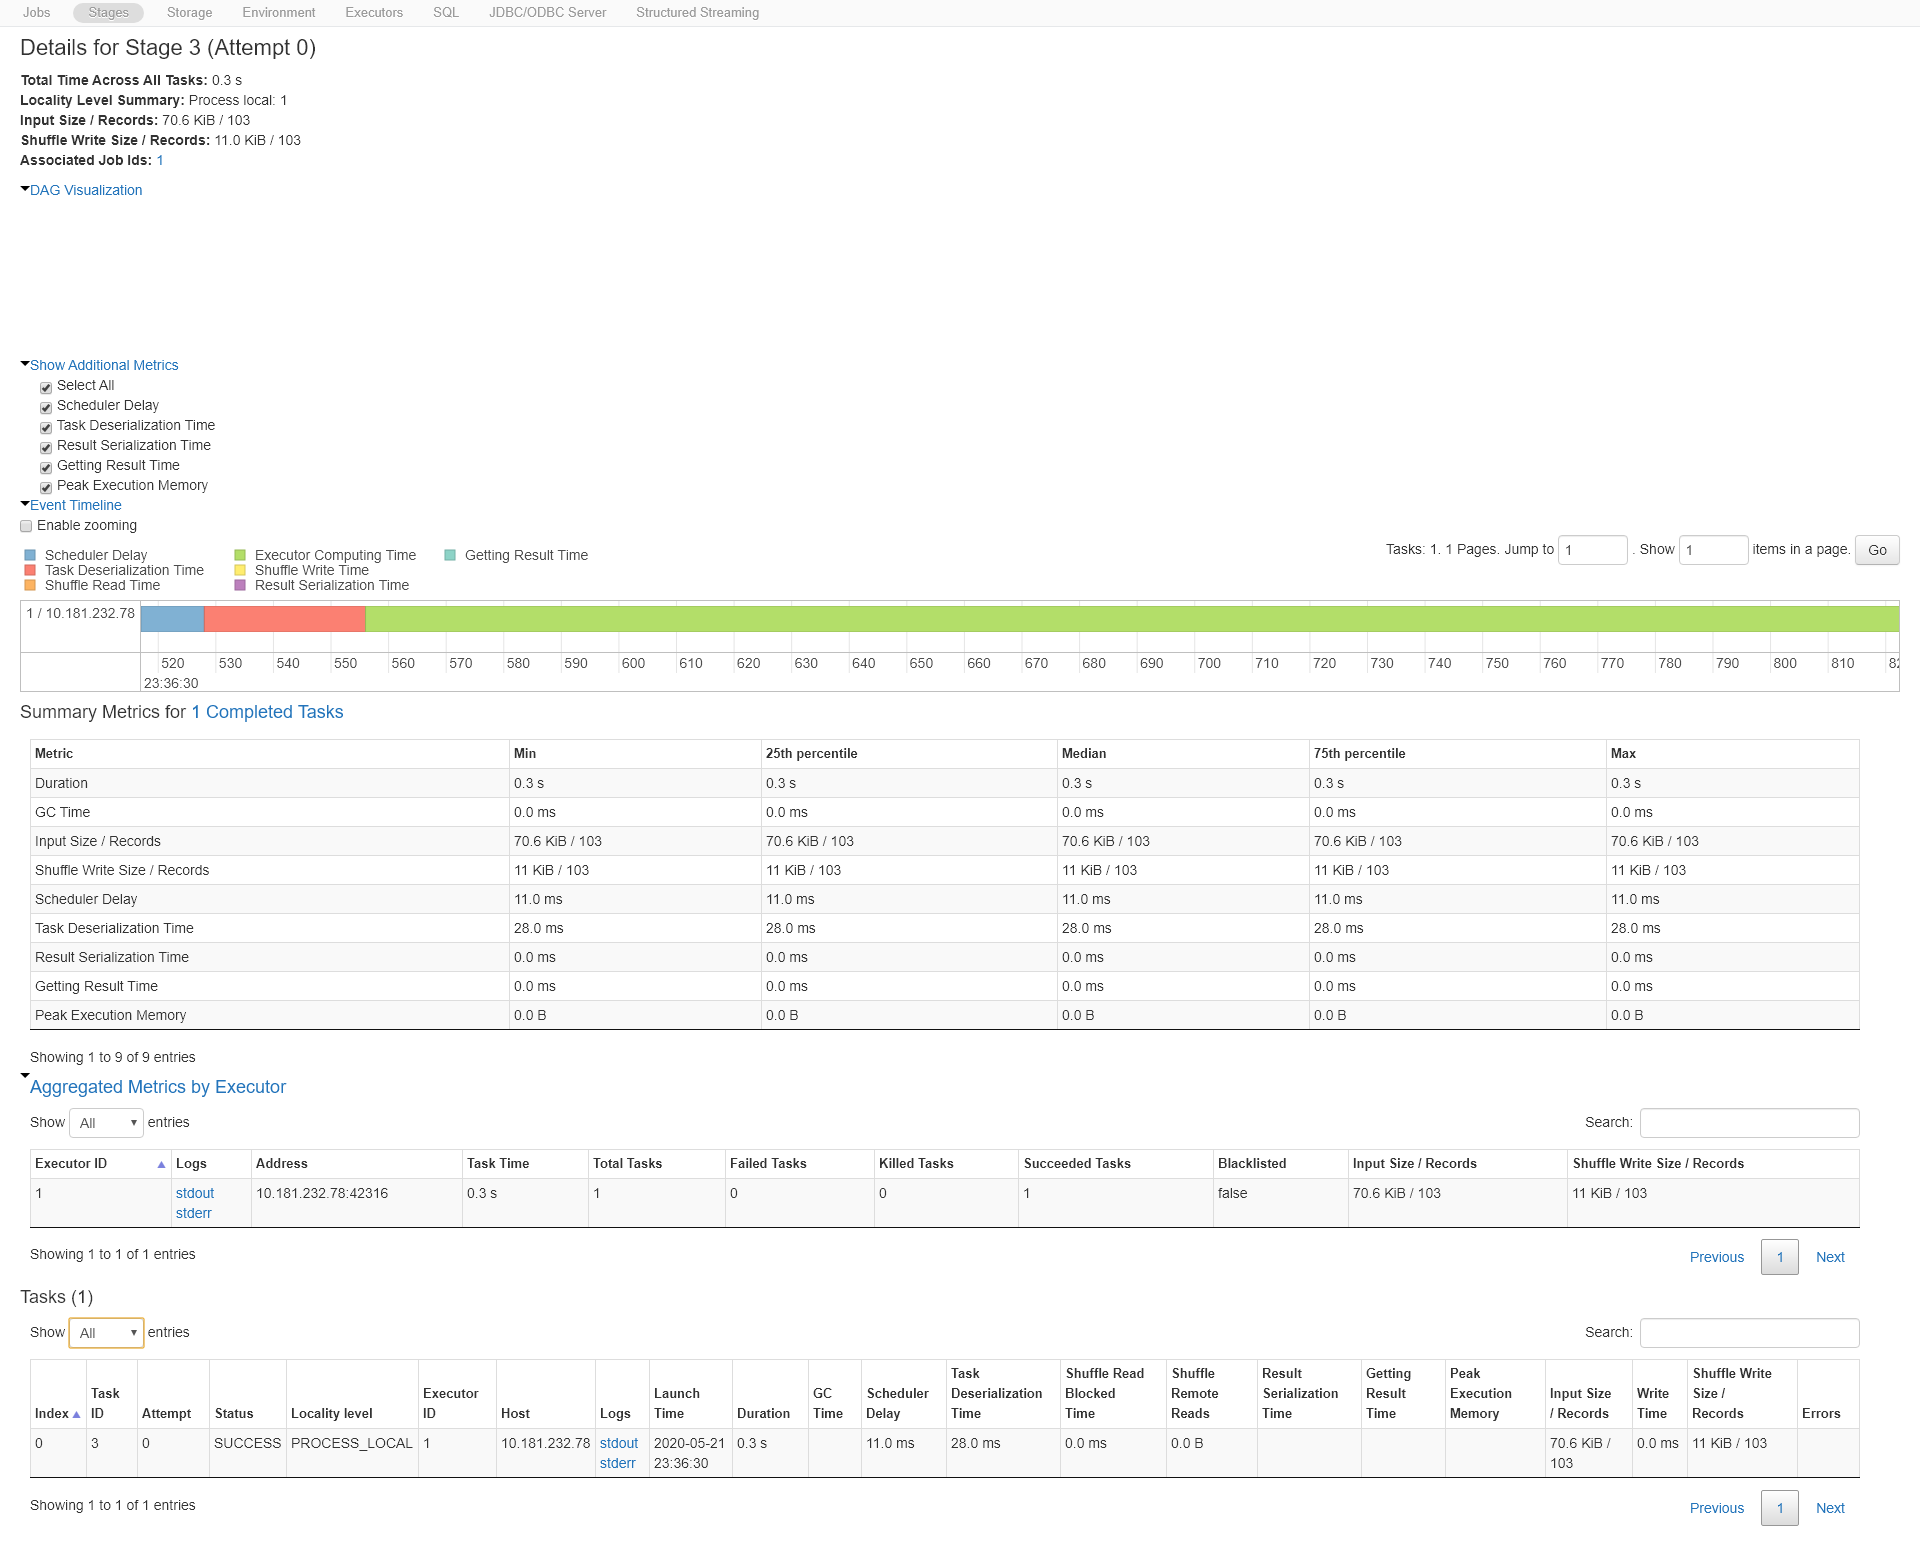 Jobs Stages Storage Environment Executors SQL JDBC/ODBC Server Structured Streaming
Details for Stage 3 (Attempt 0)
Total Time Across All Tasks: 0.3 s
Locality Level Summary: Process local: 1
Input Size / Records: 70.6 KiB / 103
Shuffle Write Size / Records: 11.0 KiB / 103
Associated Job Ids: 1
DAG Visualization
Show Additional Metrics
Select All
Scheduler Delay
Task Deserialization Time
Result Serialization Time
Getting Result Time
Peak Execution Memory
Event Timeline
Enable zooming
Scheduler Delay Executor Computing Time Getting Result Time
Task Deserialization Time Shuffle Write Time
Shuffle Read Time Result Serialization Time
Tasks: 1. 1 Pages. Jump to 1 . Show 1 items in a page. Go
1 / 10.181.232.78
520 530 540 550 560 570 580 590 600 610 620 630 640 650 660 670 680 690 700 710 720 730 740 750 760 770 780 790 800 810
23:36:30
Summary Metrics for 1 Completed Tasks
Metric Min 25th percentile Median 75th percentile Max
Duration 0.3 s 0.3 s 0.3 s 0.3 s 0.3 s
GC Time 0.0 ms 0.0 ms 0.0 ms 0.0 ms 0.0 ms
Input Size / Records 70.6 KiB / 103 70.6 KiB / 103 70.6 KiB / 103 70.6 KiB / 103 70.6 KiB / 103
Shuffle Write Size / Records 11 KiB / 103 11 KiB / 103 11 KiB / 103 11 KiB / 103 11 KiB / 103
Scheduler Delay 11.0 ms 11.0 ms 11.0 ms 11.0 ms 11.0 ms
Task Deserialization Time 28.0 ms 28.0 ms 28.0 ms 28.0 ms 28.0 ms
Result Serialization Time 0.0 ms 0.0 ms 0.0 ms 0.0 ms 0.0 ms
Getting Result Time 0.0 ms 0.0 ms 0.0 ms 0.0 ms 0.0 ms
Peak Execution Memory 0.0 B 0.0 B 0.0 B 0.0 B 0.0 B
Showing 1 to 9 of 9 entries
Aggregated Metrics by Executor
Show All entries Search:
Executor ID Logs Address Task Time Total Tasks Failed Tasks Killed Tasks Succeeded Tasks Blacklisted Input Size / Records Shuffle Write Size / Records
1 stdout 10.181.232.78:42316 0.3 s 1 0 0 1 false 70.6 KiB / 103 11 KiB / 103
stderr
Showing 1 to 1 of 1 entries
Previous 1 Next
Tasks (1)
Show All entries Search:
Task Shuffle Read Shuffle Result Getting Peak Shuffle Write
Task Executor Launch GC Scheduler Deserialization Blocked Remote Serialization Result Execution Input Size Write Size /
Index ID Attempt Status Locality level ID Host Logs Time Duration Time Delay Time Time Reads Time Time Memory / Records Time Records Errors
0 3 0 SUCCESS PROCESS_LOCAL 1 10.181.232.78 stdout 2020-05-21 0.3 s 11.0 ms 28.0 ms 0.0 ms 0.0 B 70.6 KiB / 0.0 ms 11 KiB / 103
stderr 23:36:30 103
Showing 1 to 1 of 1 entries
Previous 1 Next